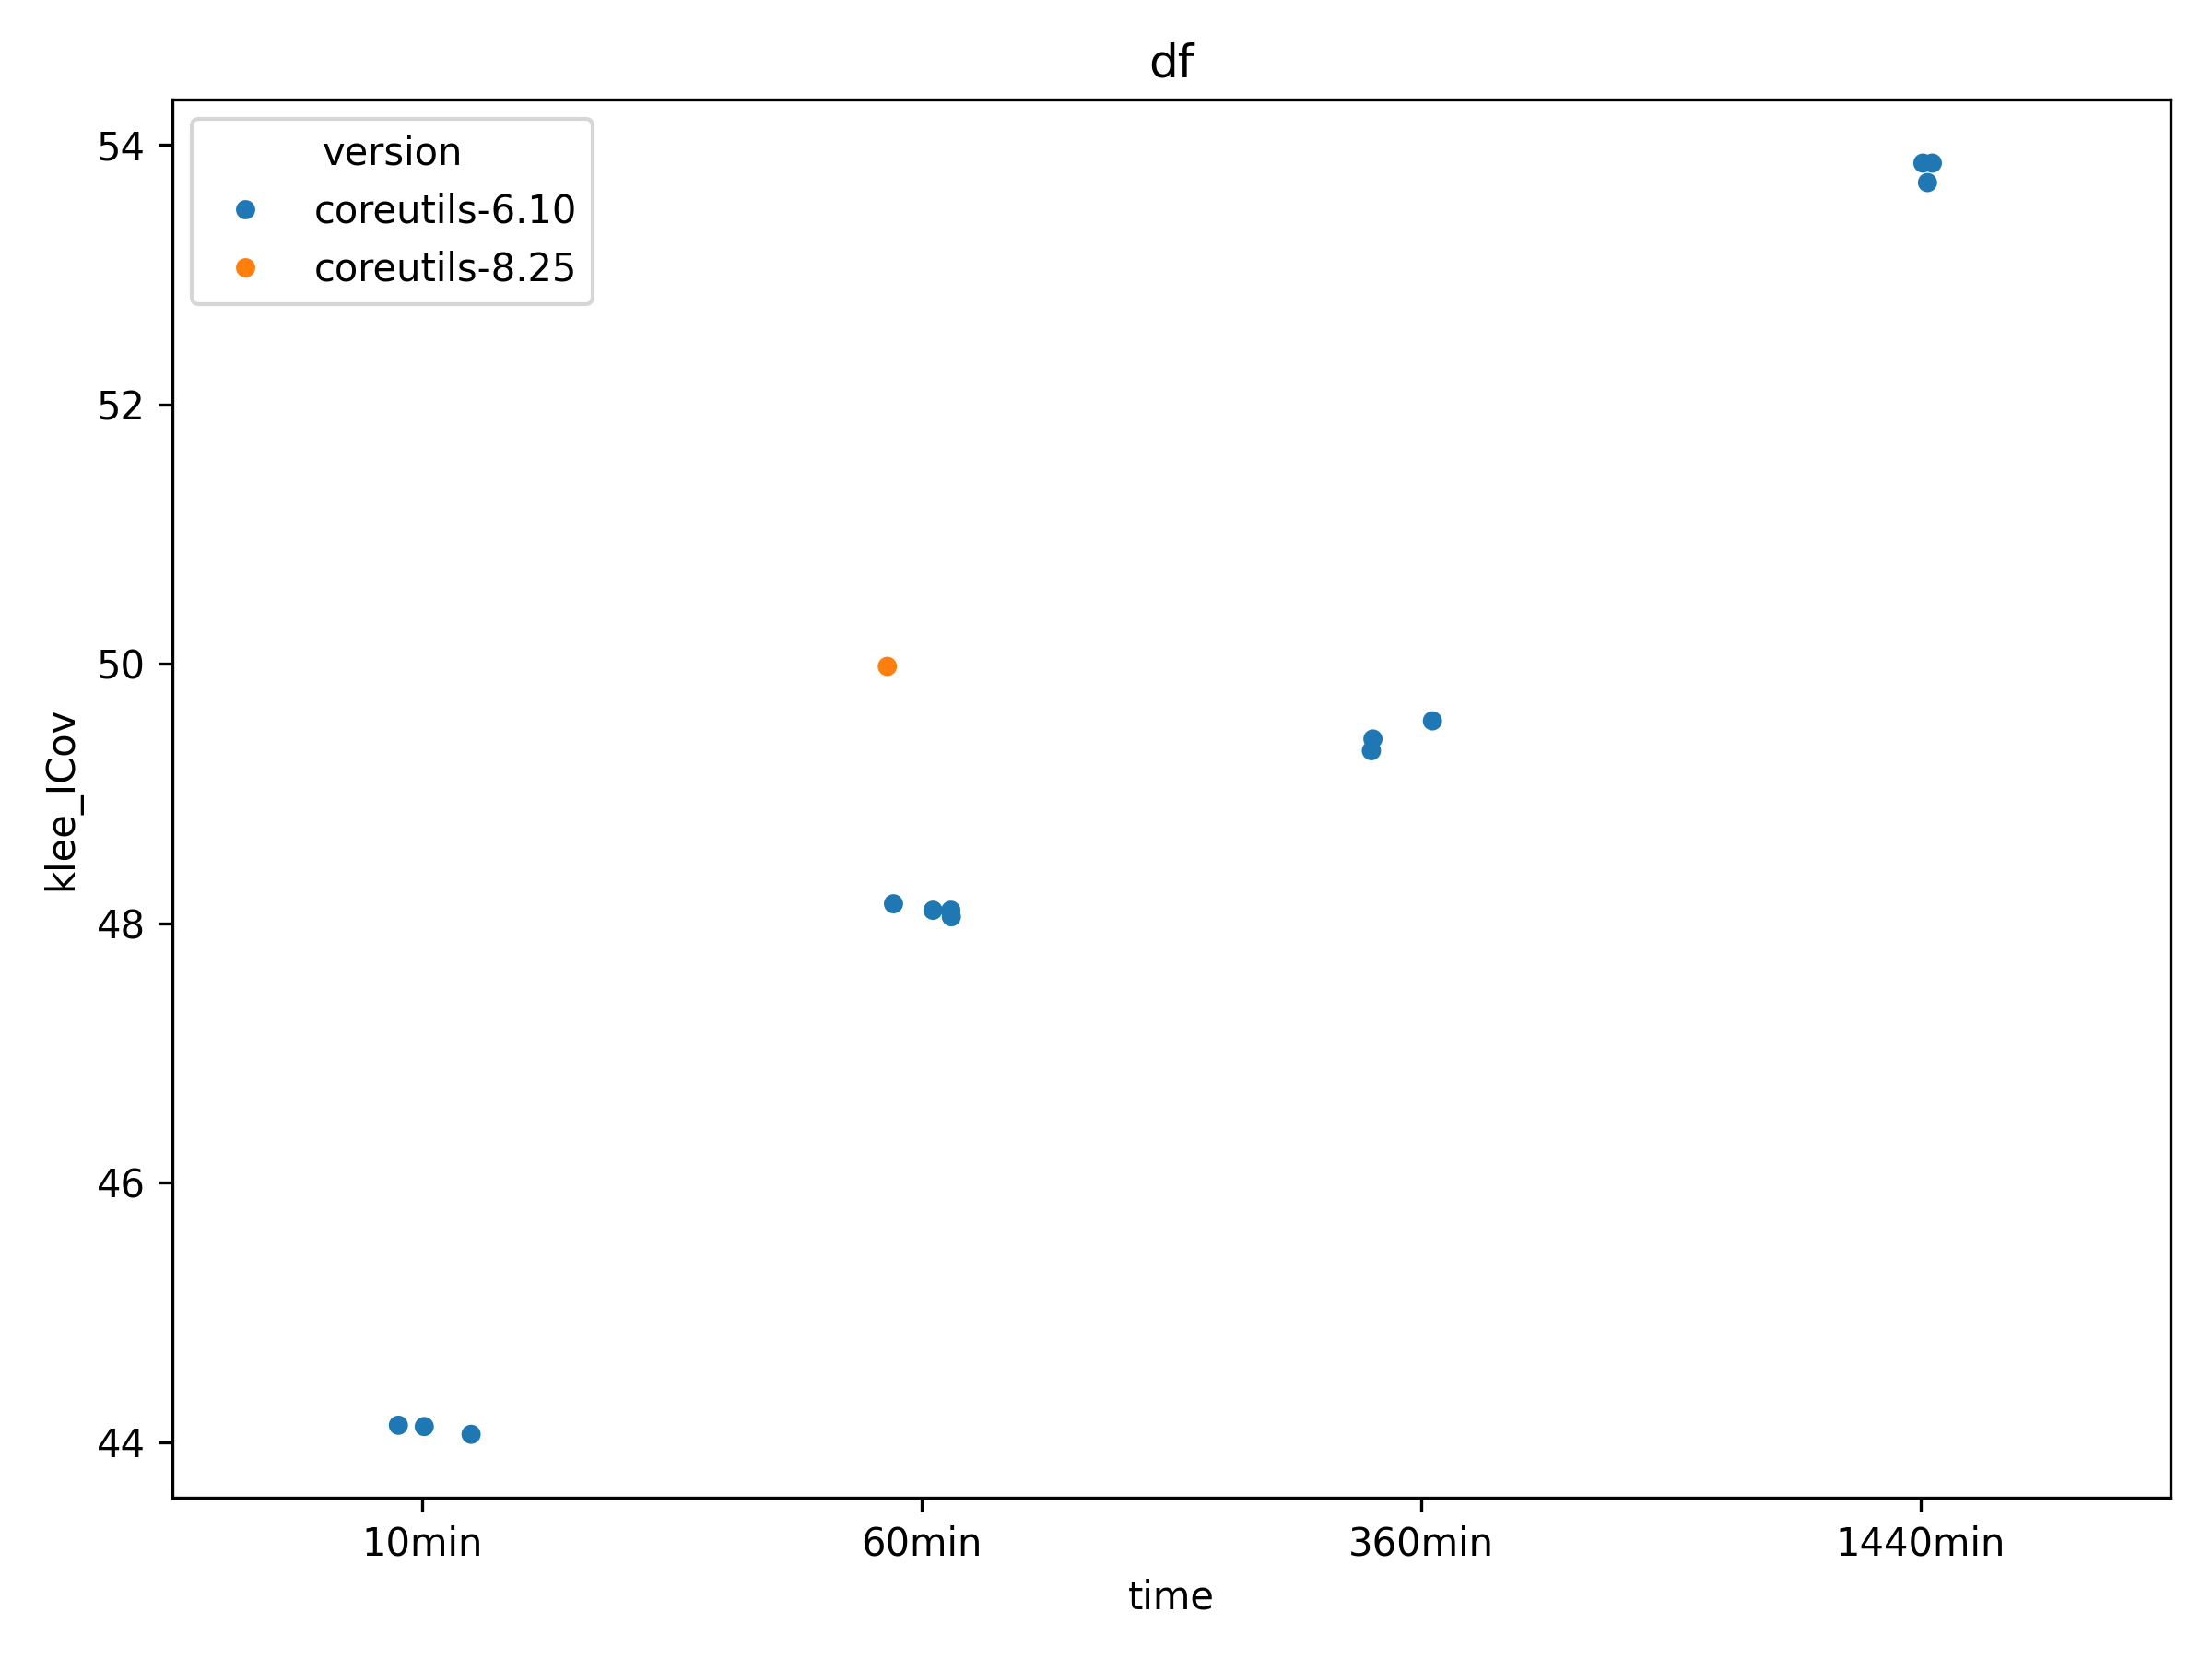 df
version
coreutils-6.10
coreutils-8.25
54
52
50
48
46
44
klee_ICov
10min
60min
360min
1440min
time